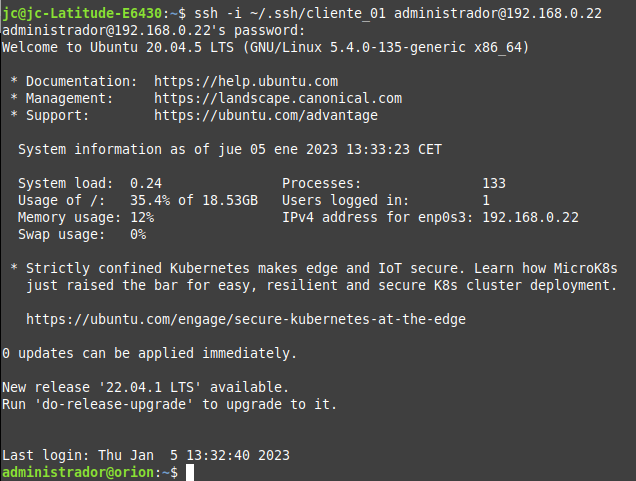 jc@jc-Latitude-E6430:~$ ssh -i ~/.ssh/cliente_01 administrador@192.168.0.22
administrador@192.168.0.22's password:
Welcome to Ubuntu 20.04.5 LTS (GNU/Linux 5.4.0-135-generic x86_64)

 * Documentation:  https://help.ubuntu.com
 * Management:     https://landscape.canonical.com
 * Support:        https://ubuntu.com/advantage

  System information as of jue 05 ene 2023 13:33:23 CET

  System load:  0.24               Processes:               133
  Usage of /:   35.4% of 18.53GB   Users logged in:         1
  Memory usage: 12%                IPv4 address for enp0s3: 192.168.0.22
  Swap usage:   0%

 * Strictly confined Kubernetes makes edge and IoT secure. Learn how MicroK8s
   just raised the bar for easy, resilient and secure K8s cluster deployment.

   https://ubuntu.com/engage/secure-kubernetes-at-the-edge

0 updates can be applied immediately.

New release '22.04.1 LTS' available.
Run 'do-release-upgrade' to upgrade to it.


Last login: Thu Jan  5 13:32:40 2023
administrador@orion:~$